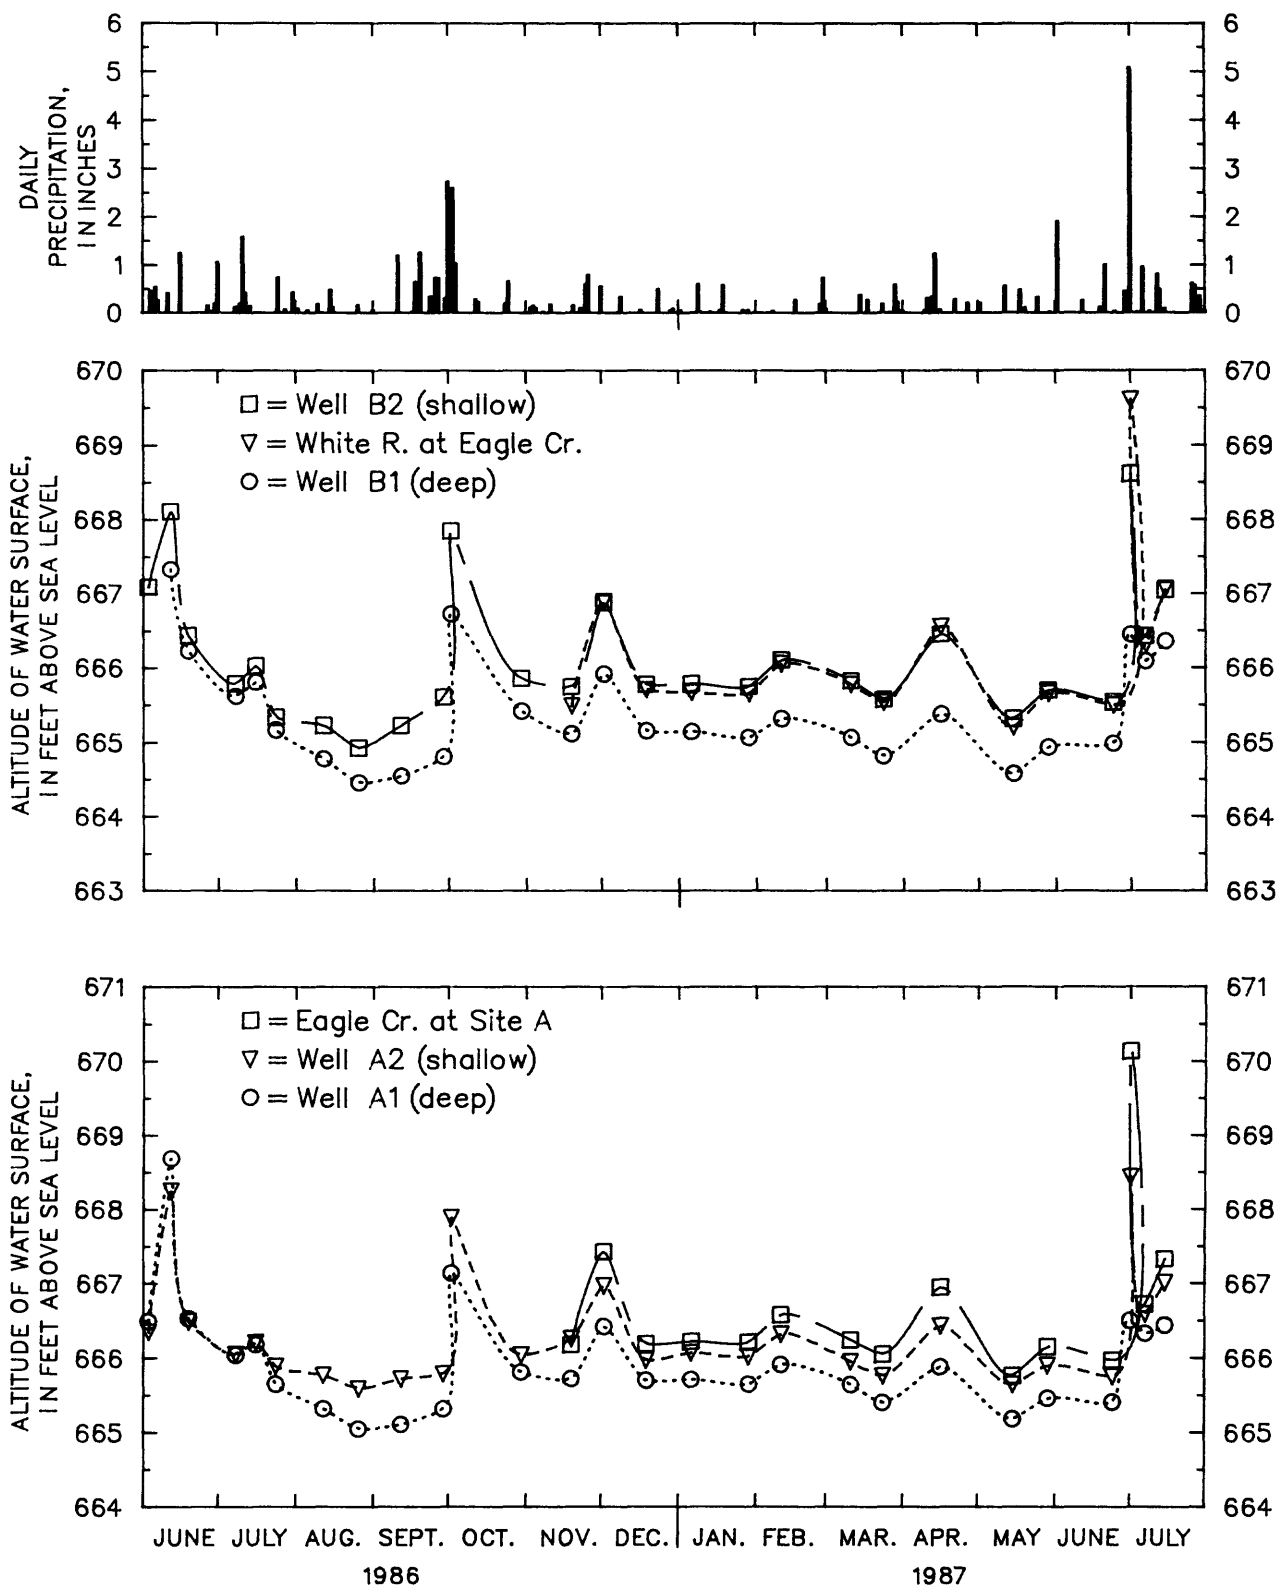 6 6
5 5
4 4
3 3
2 2
1 1
0 0
DAILY
PRECIPITATION,
IN INCHES
670 670
669 669
668 668
667 667
666 666
665 665
664 664
663 663
ALTITUDE OF WATER SURFACE,
IN FEET ABOVE SEA LEVEL
= Well B2 (shallow)
= White R. at Eagle Cr.
= Well B1 (deep)
671 671
670 670
669 669
668 668
667 667
666 666
665 665
664 664
ALTITUDE OF WATER SURFACE,
IN FEET ABOVE SEA LEVEL
= Eagle Cr. at Site A
= Well A2 (shallow)
= Well A1 (deep)
JUNE JULY AUG. SEPT. OCT. NOV. DEC. JAN. FEB. MAR. APR. MAY JUNE JULY
1986 1987